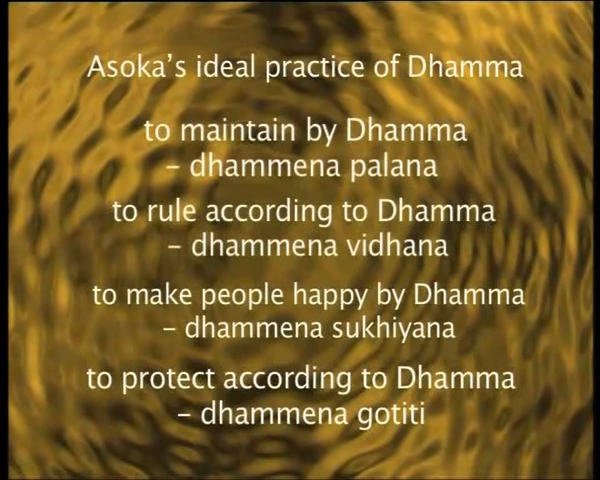 Asoka's ideal practice of Dhamma
to maintain by Dhamma
– dhammena palana
to rule according to Dhamma
– dhammena vidhana
to make people happy by Dhamma
– dhammena sukhiyana
to protect according to Dhamma
– dhammena gotiti